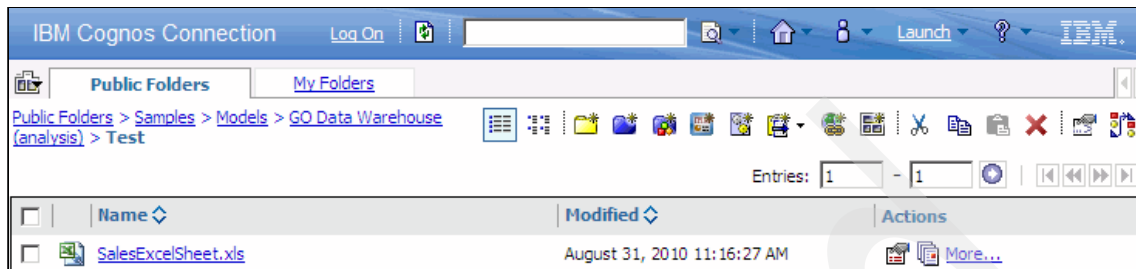 IBM Cognos Connection Log On Launch IBM.
Public Folders My Folders
Public Folders > Samples > Models > GO Data Warehouse
(analysis) > Test
Entries: 1 - 1
Name Modified Actions
SalesExcelSheet.xls August 31, 2010 11:16:27 AM More...